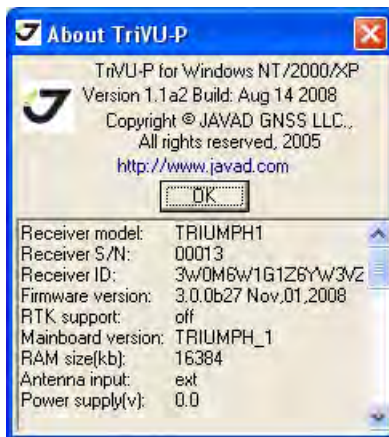 About TriVU-P
TriVU-P for Windows NT/2000/XP
Version 1.1a2 Build: Aug 14 2008
Copyright © JAVAD GNSS LLC.,
All rights reserved, 2005
http://www.javad.com
OK
Receiver model: TRIUMPH1
Receiver S/N: 00013
Receiver ID: 3W0M6W1G1Z6YW3VZ
Firmware version: 3.0.0b27 Nov,01,2008
RTK support: off
Mainboard version: TRIUMPH_1
RAM size(kb): 16384
Antenna input: ext
Power supply(v): 0.0